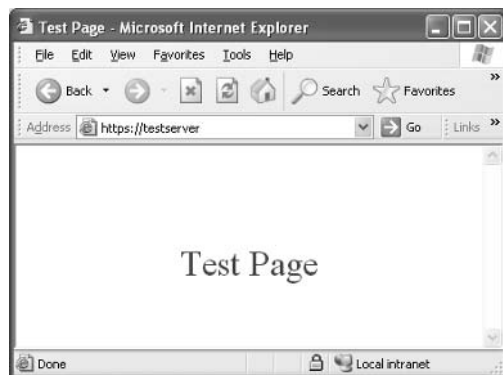 Test Page - Microsoft Internet Explorer
File Edit View Favorites Tools Help
Back Search Favorites »
Address https://testserver Go Links »
Test Page
Done Local intranet